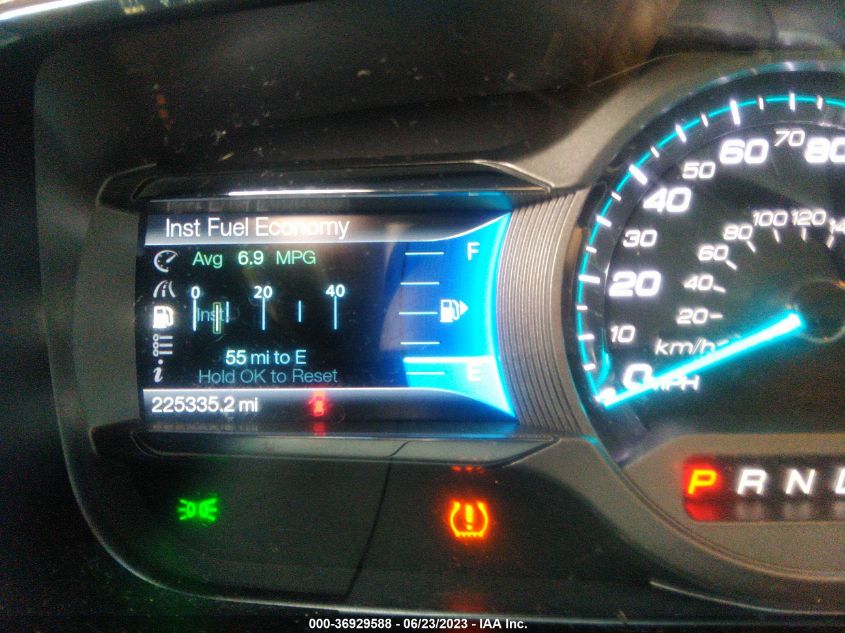 Inst Fuel Economy
Avg 6.9 MPG
0 20 40
Inst
55 mi to E
Hold OK to Reset
225335.2 mi
F
E
0 10 20 30 40 50 60 70 80
MPH
20 40 60 80 100 120
km/h
P R N
000-36929588 - 06/23/2023 - IAA Inc.